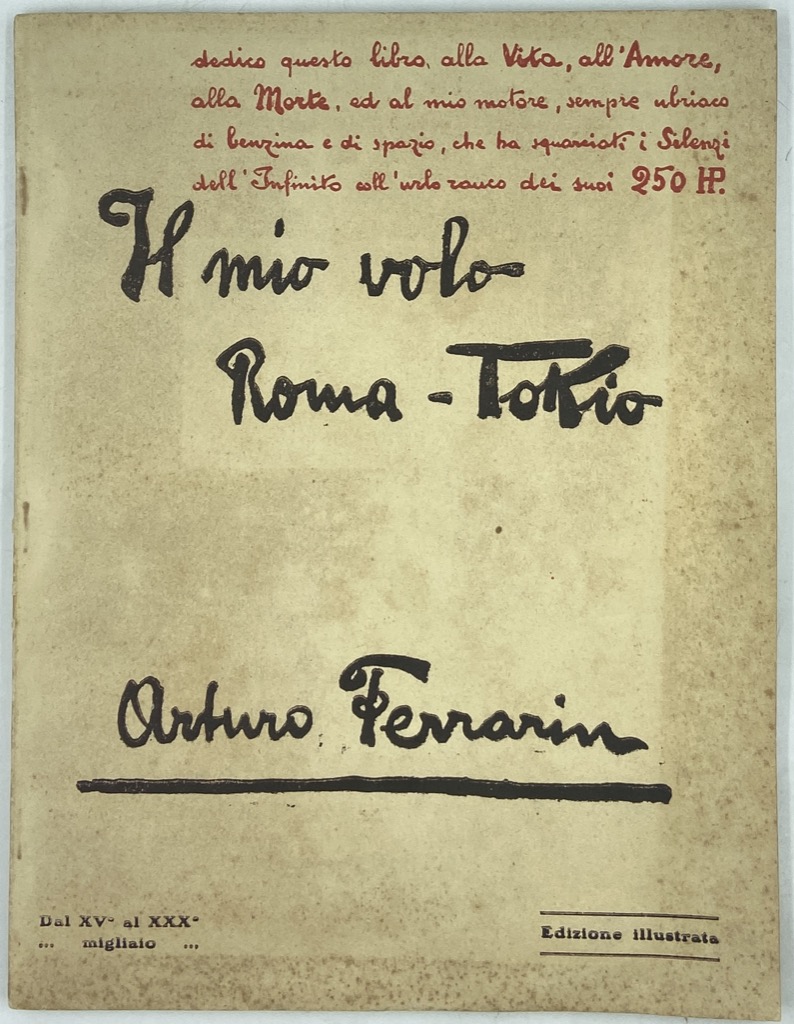 dedico questo libro, alla Vita, all'Amore,
alla Morte, ed al mio motore, sempre ubriaco
di benzina e di spazio, che ha squarciati i Silenzi
dell'Infinito coll'urlo rauco dei suoi 250 HP.
Il mio volo
Roma - Tokio
Arturo Ferrarin
Dal XV° al XXX°
... migliaio ...
Edizione illustrata